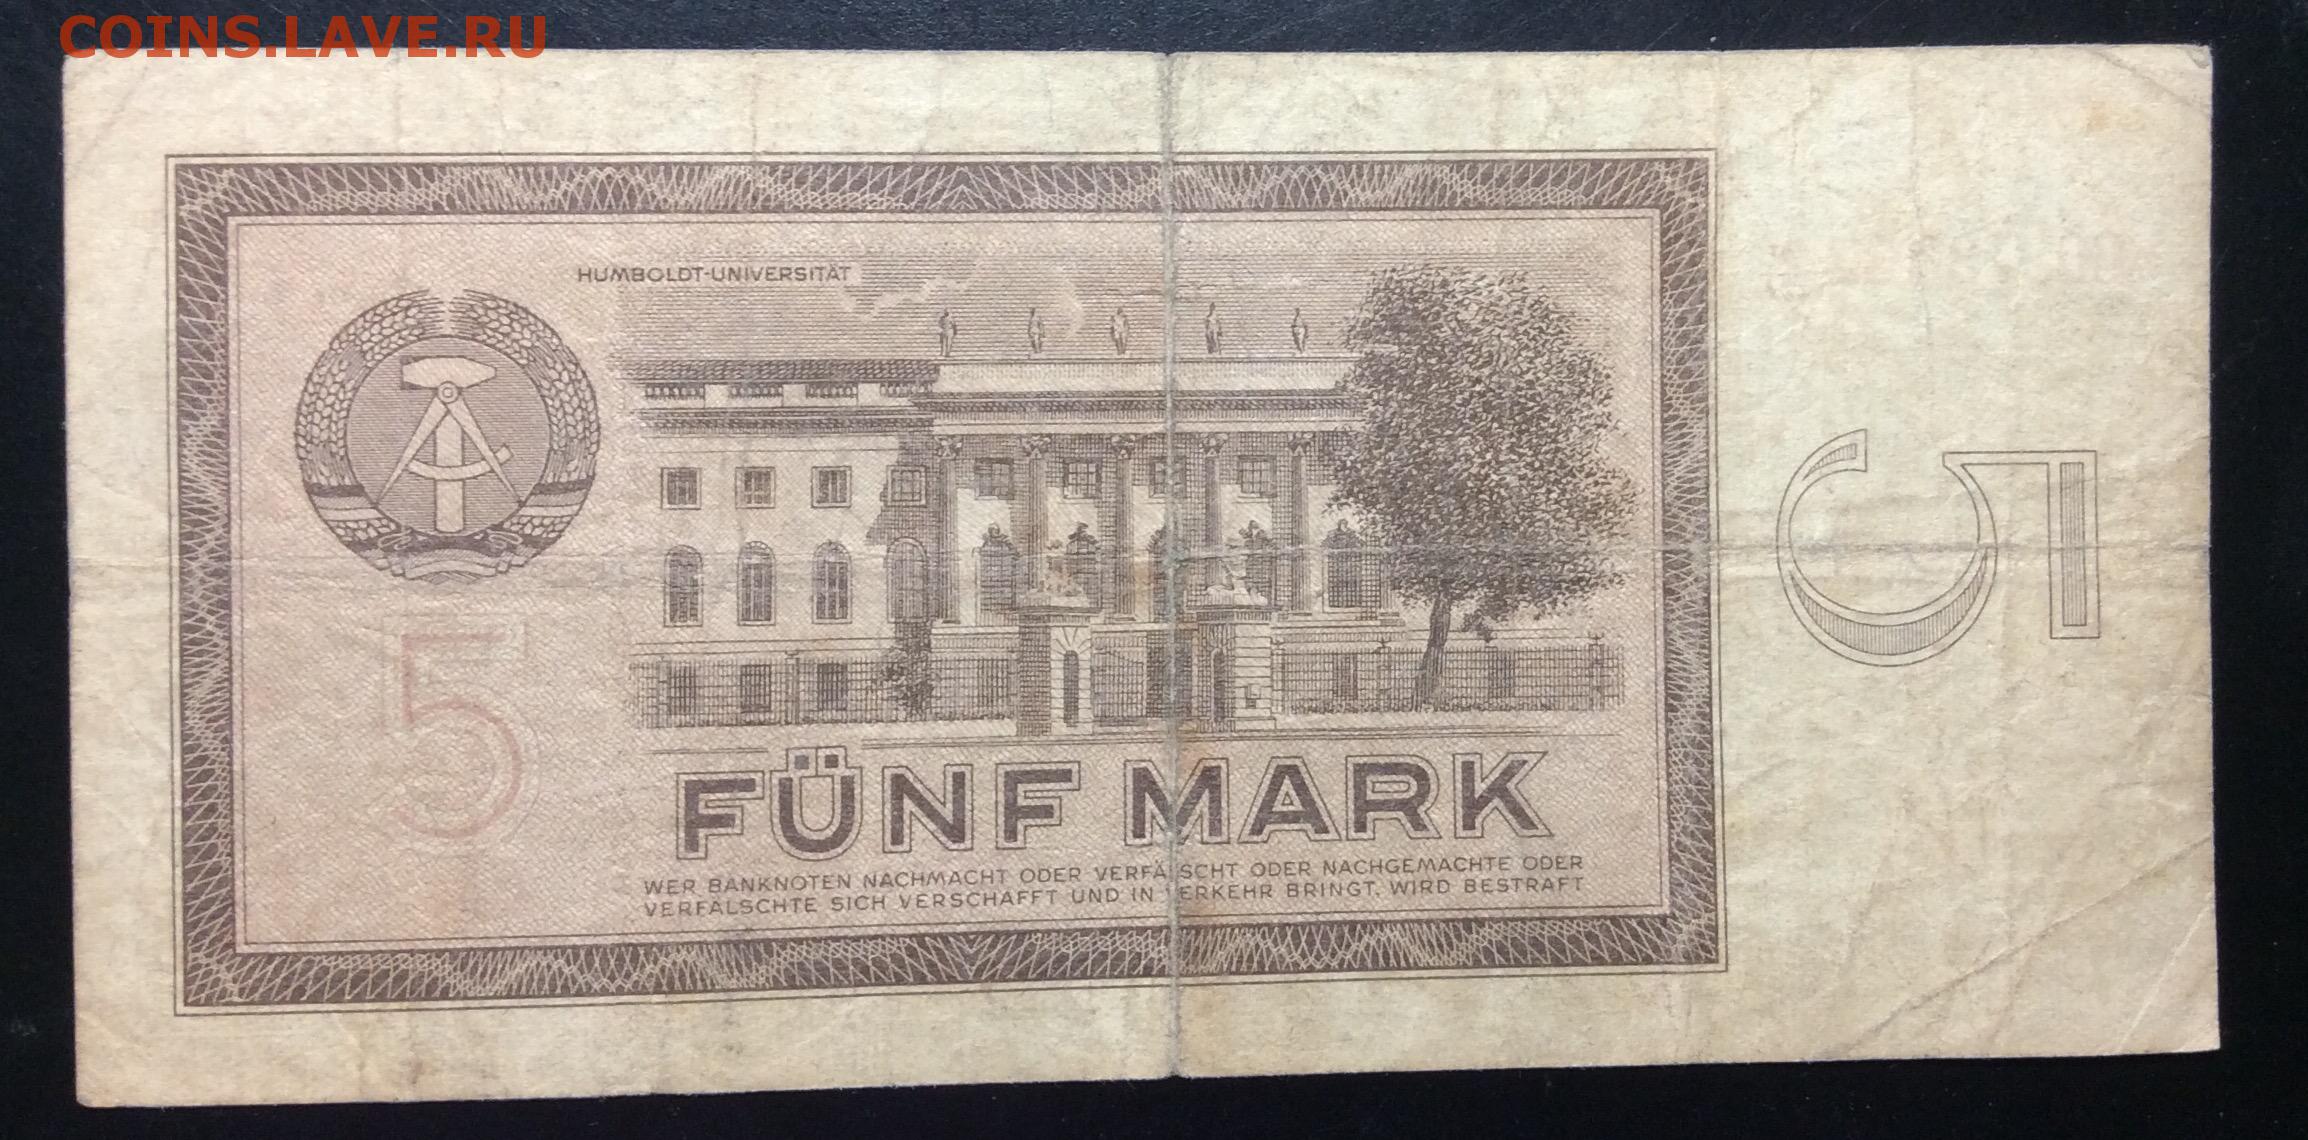 COINS.LAVE.RU
HUMBOLDT-UNIVERSITÄT
5
5
FÜNF MARK
WER BANKNOTEN NACHMACHT ODER VERFÄLSCHT ODER NACHGEMACHTE ODER
VERFÄLSCHTE SICH VERSCHAFFT UND IN VERKEHR BRINGT, WIRD BESTRAFT